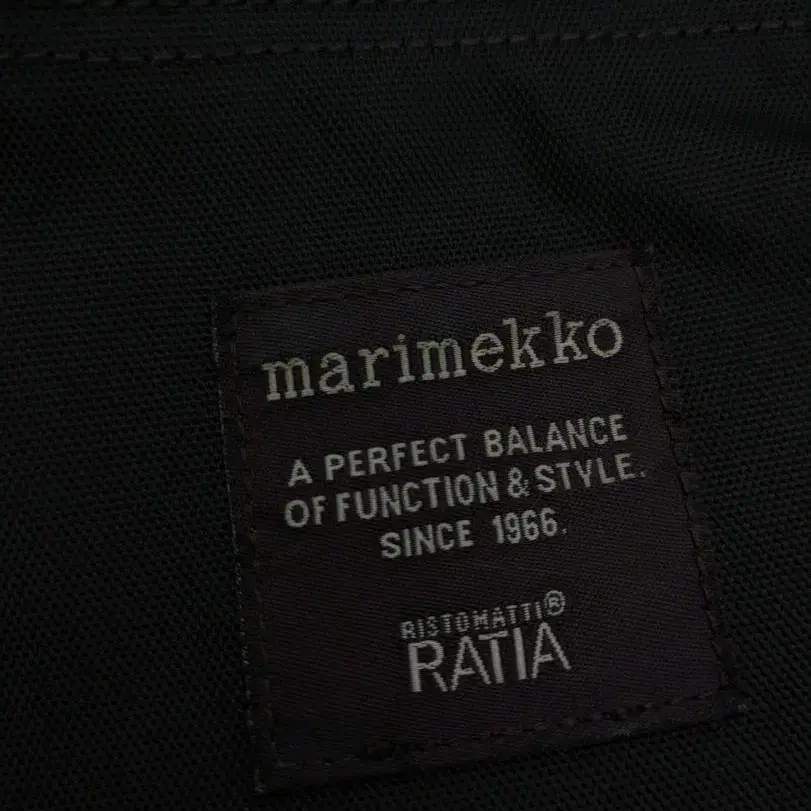 marimekko
A PERFECT BALANCE
OF FUNCTION & STYLE.
SINCE 1966.
RISTOMATTI®
RATIA